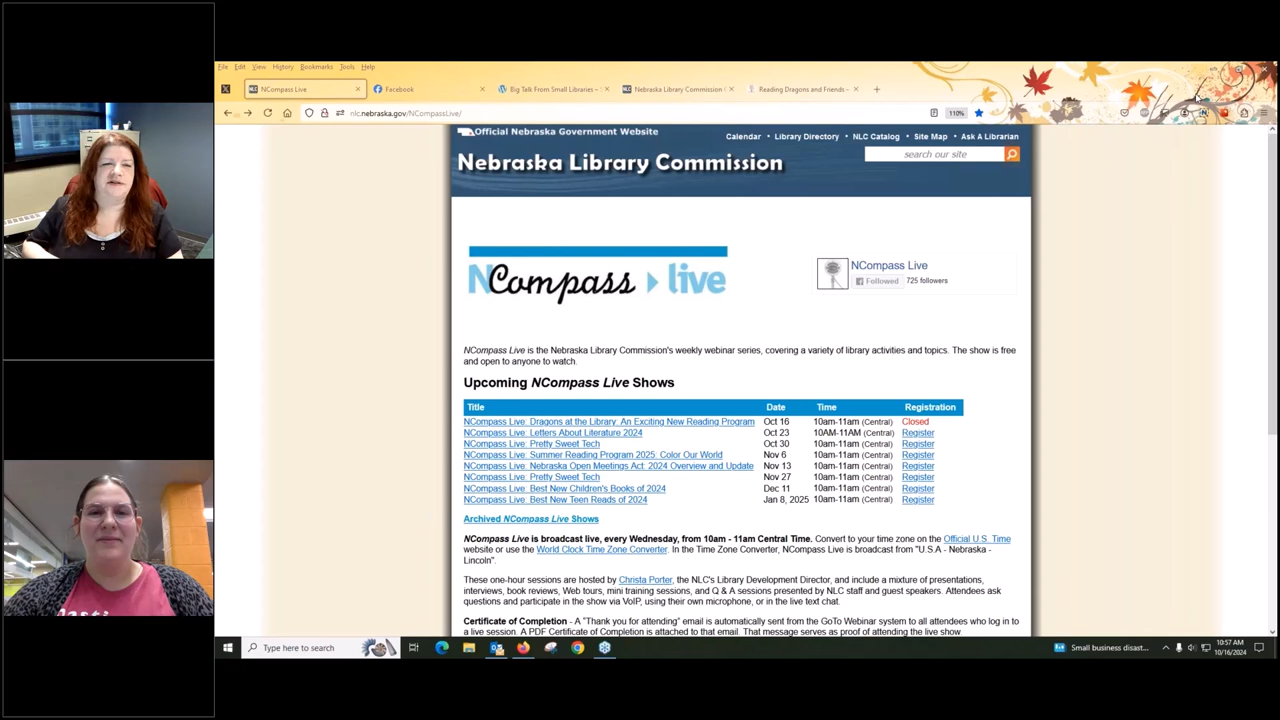 File Edit View History Bookmarks Tools Help
NLC NCompass Live Facebook Big Talk From Small Libraries – NLC Nebraska Library Commission Reading Dragons and Friends –
nlc.nebraska.gov/NCompassLive/ 110%
Official Nebraska Government Website
Calendar • Library Directory • NLC Catalog • Site Map • Ask A Librarian
Nebraska Library Commission
search our site
NCompass live
NCompass Live
Followed 725 followers
NCompass Live is the Nebraska Library Commission's weekly webinar series, covering a variety of library activities and topics. The show is free
and open to anyone to watch.
Upcoming NCompass Live Shows
Title Date Time Registration
NCompass Live: Dragons at the Library: An Exciting New Reading Program Oct 16 10am-11am (Central) Closed
NCompass Live: Letters About Literature 2024 Oct 23 10AM-11AM (Central) Register
NCompass Live: Pretty Sweet Tech Oct 30 10am-11am (Central) Register
NCompass Live: Summer Reading Program 2025: Color Our World Nov 6 10am-11am (Central) Register
NCompass Live: Nebraska Open Meetings Act: 2024 Overview and Update Nov 13 10am-11am (Central) Register
NCompass Live: Pretty Sweet Tech Nov 27 10am-11am (Central) Register
NCompass Live: Best New Children's Books of 2024 Dec 11 10am-11am (Central) Register
NCompass Live: Best New Teen Reads of 2024 Jan 8, 2025 10am-11am (Central) Register
Archived NCompass Live Shows
NCompass Live is broadcast live, every Wednesday, from 10am - 11am Central Time. Convert to your time zone on the Official U.S. Time
website or use the World Clock Time Zone Converter. In the Time Zone Converter, NCompass Live is broadcast from "U.S.A - Nebraska -
Lincoln".
These one-hour sessions are hosted by Christa Porter, the NLC's Library Development Director, and include a mixture of presentations,
interviews, book reviews, Web tours, mini training sessions, and Q & A sessions presented by NLC staff and guest speakers. Attendees ask
questions and participate in the show via VoIP, using their own microphone, or in the live text chat.
Certificate of Completion - A "Thank you for attending" email is automatically sent from the GoTo Webinar system to all attendees who log in to
a live session. A PDF Certificate of Completion is attached to that email. That message serves as proof of attending the live show.
Type here to search
Small business disast...
10:57 AM
10/16/2024